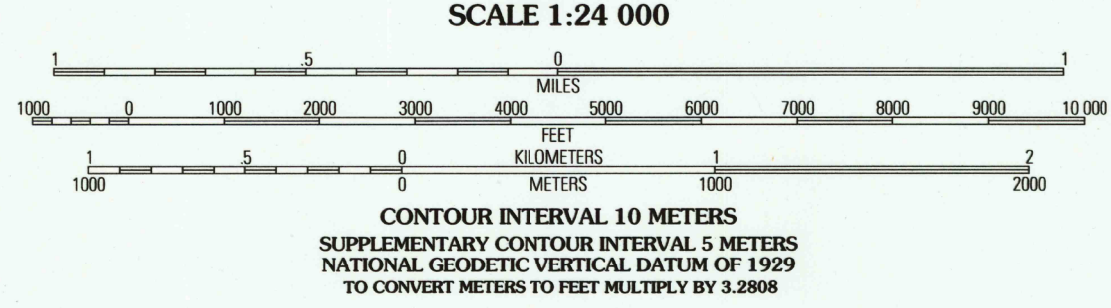 SCALE 1:24 000
1 .5 0 1
MILES
1000 0 1000 2000 3000 4000 5000 6000 7000 8000 9000 10 000
FEET
1 .5 0 KILOMETERS 1 2
1000 0 METERS 1000 2000
CONTOUR INTERVAL 10 METERS
SUPPLEMENTARY CONTOUR INTERVAL 5 METERS
NATIONAL GEODETIC VERTICAL DATUM OF 1929
TO CONVERT METERS TO FEET MULTIPLY BY 3.2808